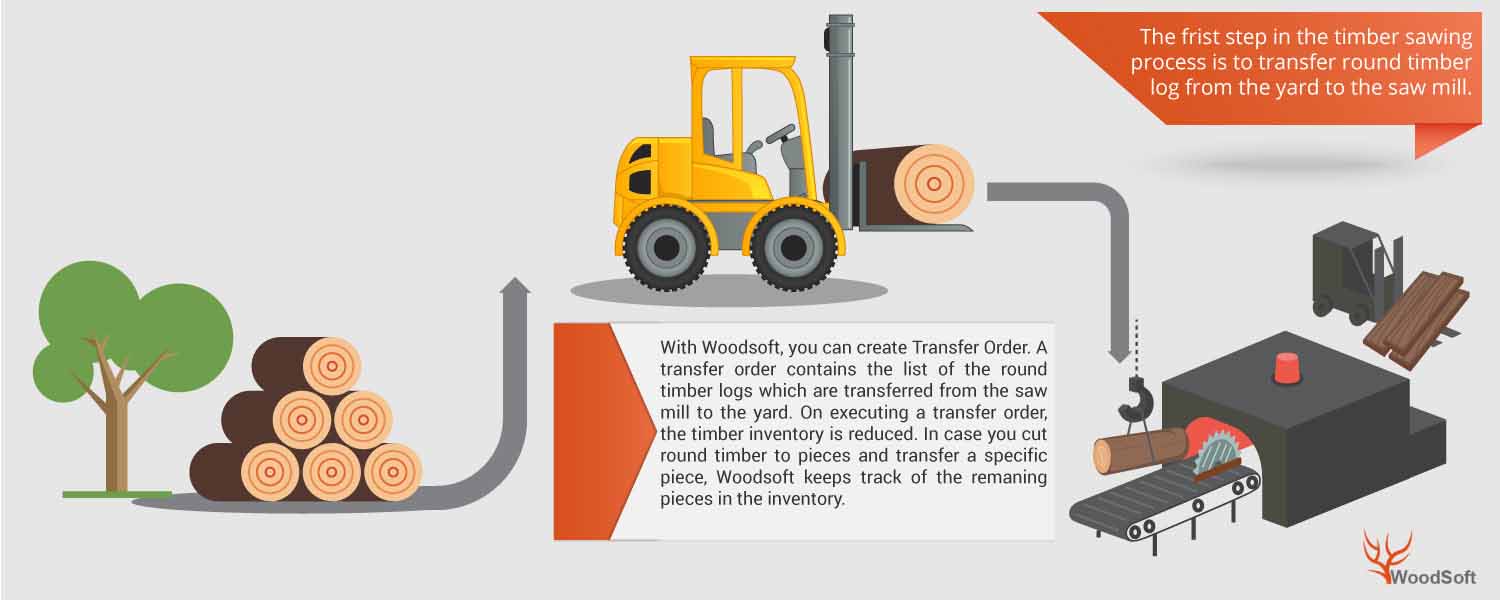 The frist step in the timber sawing
process is to transfer round timber
log from the yard to the saw mill.
With Woodsoft, you can create Transfer Order. A
transfer order contains the list of the round
timber logs which are transferred from the saw
mill to the yard. On executing a transfer order,
the timber inventory is reduced. In case you cut
round timber to pieces and transfer a specific
piece, Woodsoft keeps track of the remaning
pieces in the inventory.
WoodSoft